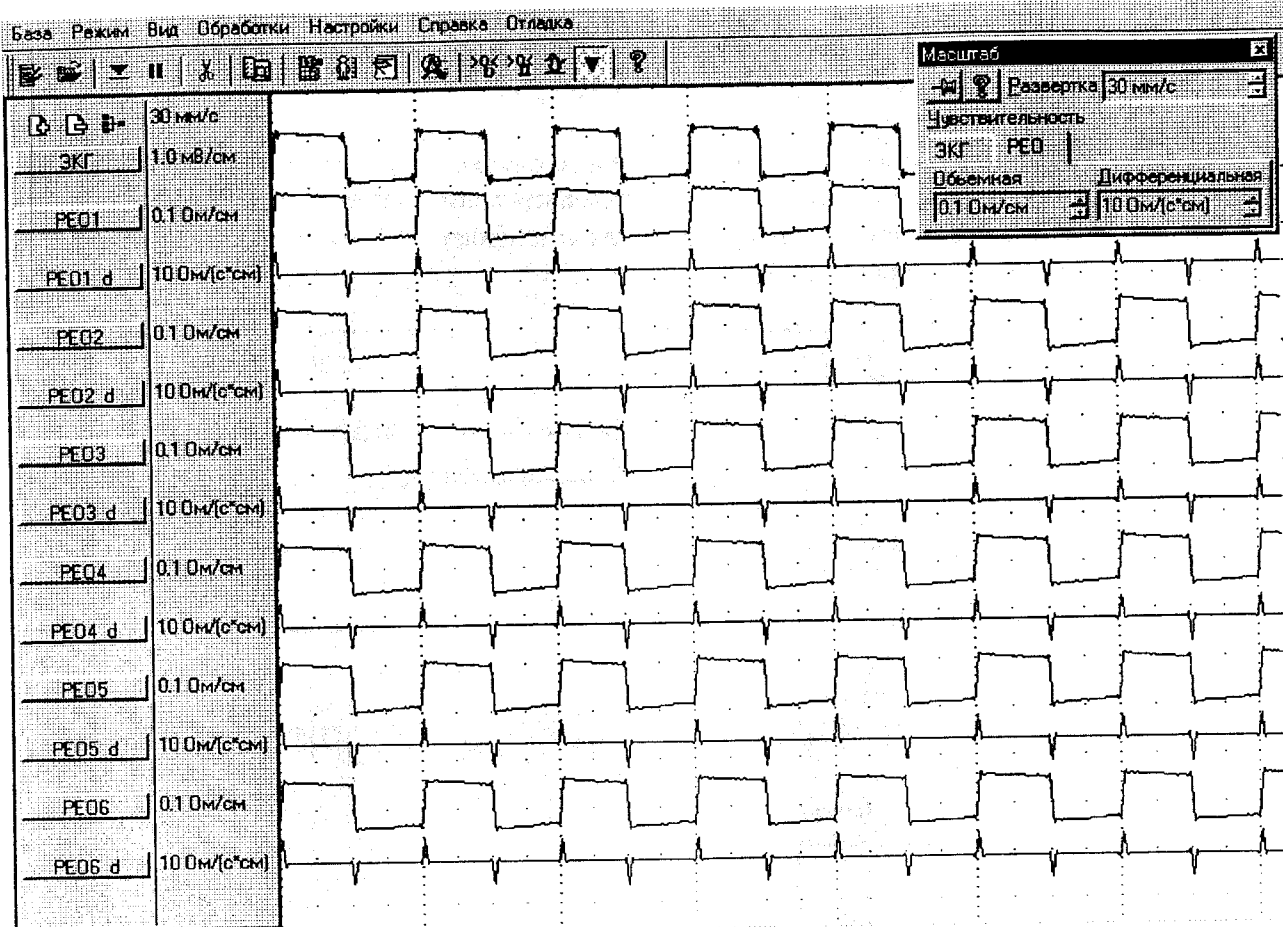 База Режим Вид Обработки Настройки Справка Отладка
Масштаб
Развертка 30 мм/с
Чувствительность
ЭКГ РЕО
Объемная Дифференциальная
0.1 Ом/см 10 Ом/(с*см)
30 мм/с
ЭКГ 1.0 мВ/см
РЕО1 0.1 Ом/см
РЕО1 d 10 Ом/(с*см)
РЕО2 0.1 Ом/см
РЕО2 d 10 Ом/(с*см)
РЕО3 0.1 Ом/см
РЕО3 d 10 Ом/(с*см)
РЕО4 0.1 Ом/см
РЕО4 d 10 Ом/(с*см)
РЕО5 0.1 Ом/см
РЕО5 d 10 Ом/(с*см)
РЕО6 0.1 Ом/см
РЕО6 d 10 Ом/(с*см)